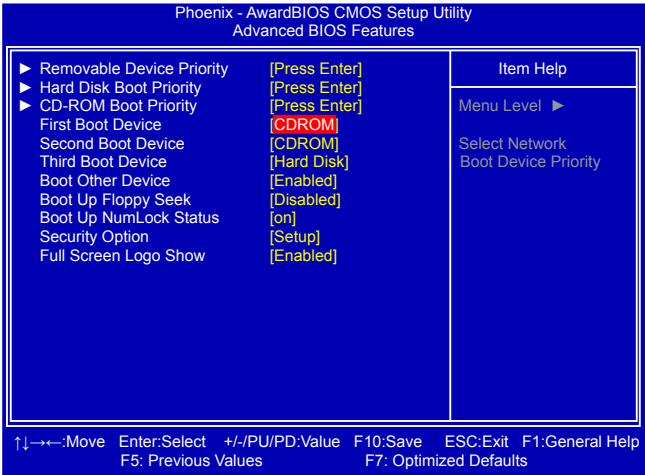 Phoenix - AwardBIOS CMOS Setup Utility
Advanced BIOS Features
► Removable Device Priority [Press Enter]
► Hard Disk Boot Priority [Press Enter]
► CD-ROM Boot Priority [Press Enter]
First Boot Device [CDROM]
Second Boot Device [CDROM]
Third Boot Device [Hard Disk]
Boot Other Device [Enabled]
Boot Up Floppy Seek [Disabled]
Boot Up NumLock Status [on]
Security Option [Setup]
Full Screen Logo Show [Enabled]
Item Help
Menu Level ►
Select Network
Boot Device Priority
↑↓→←:Move Enter:Select +/-/PU/PD:Value F10:Save ESC:Exit F1:General Help
F5: Previous Values F7: Optimized Defaults